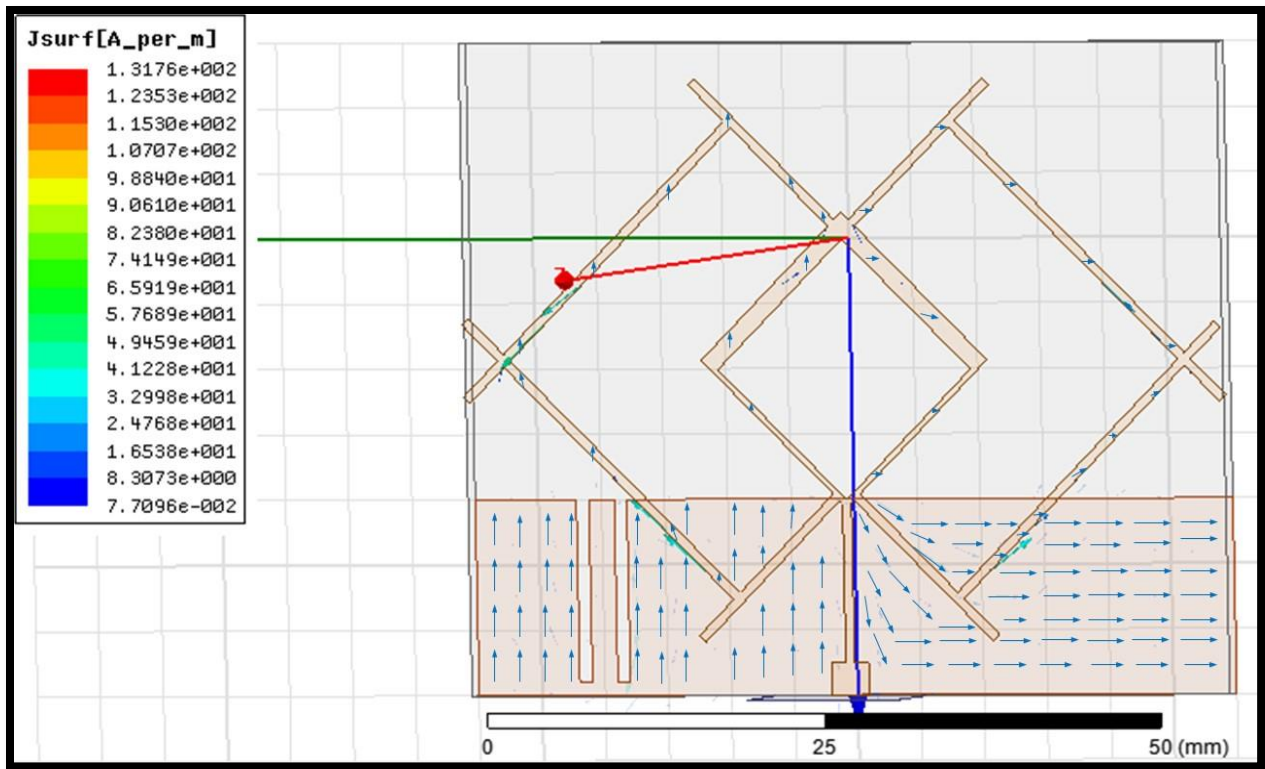 Jsurf[A_per_m]
1.3176e+002
1.2353e+002
1.1530e+002
1.0707e+002
9.8840e+001
9.0610e+001
8.2380e+001
7.4149e+001
6.5919e+001
5.7689e+001
4.9459e+001
4.1228e+001
3.2998e+001
2.4768e+001
1.6538e+001
8.3073e+000
7.7096e-002
0 25 50 (mm)